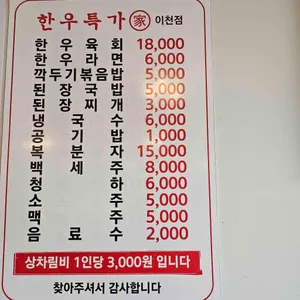 한우특가 家 이천점
한우육회 18,000
한우라면 6,000
깍두기볶음밥 5,000
된장국밥 5,000
된장찌개 3,000
냉국수 6,000
공기밥 1,000
복분자 15,000
백세주 8,000
청하 6,000
소주 5,000
맥주 5,000
음료수 2,000
상차림비 1인당 3,000원 입니다
찾아주셔서 감사합니다